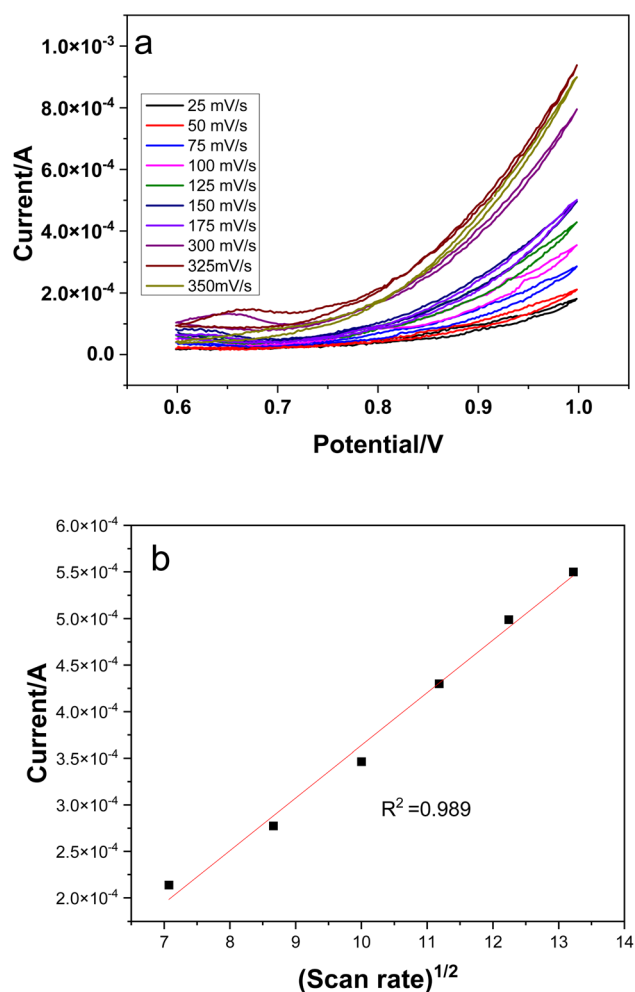 a
1.0×10⁻³
8.0×10⁻⁴
6.0×10⁻⁴
4.0×10⁻⁴
2.0×10⁻⁴
0.0
Current/A
25 mV/s
50 mV/s
75 mV/s
100 mV/s
125 mV/s
150 mV/s
175 mV/s
300 mV/s
325mV/s
350mV/s
0.6 0.7 0.8 0.9 1.0
Potential/V
b
6.0×10⁻⁴
5.5×10⁻⁴
5.0×10⁻⁴
4.5×10⁻⁴
4.0×10⁻⁴
3.5×10⁻⁴
3.0×10⁻⁴
2.5×10⁻⁴
2.0×10⁻⁴
Current/A
R² =0.989
7 8 9 10 11 12 13 14
(Scan rate)¹/²